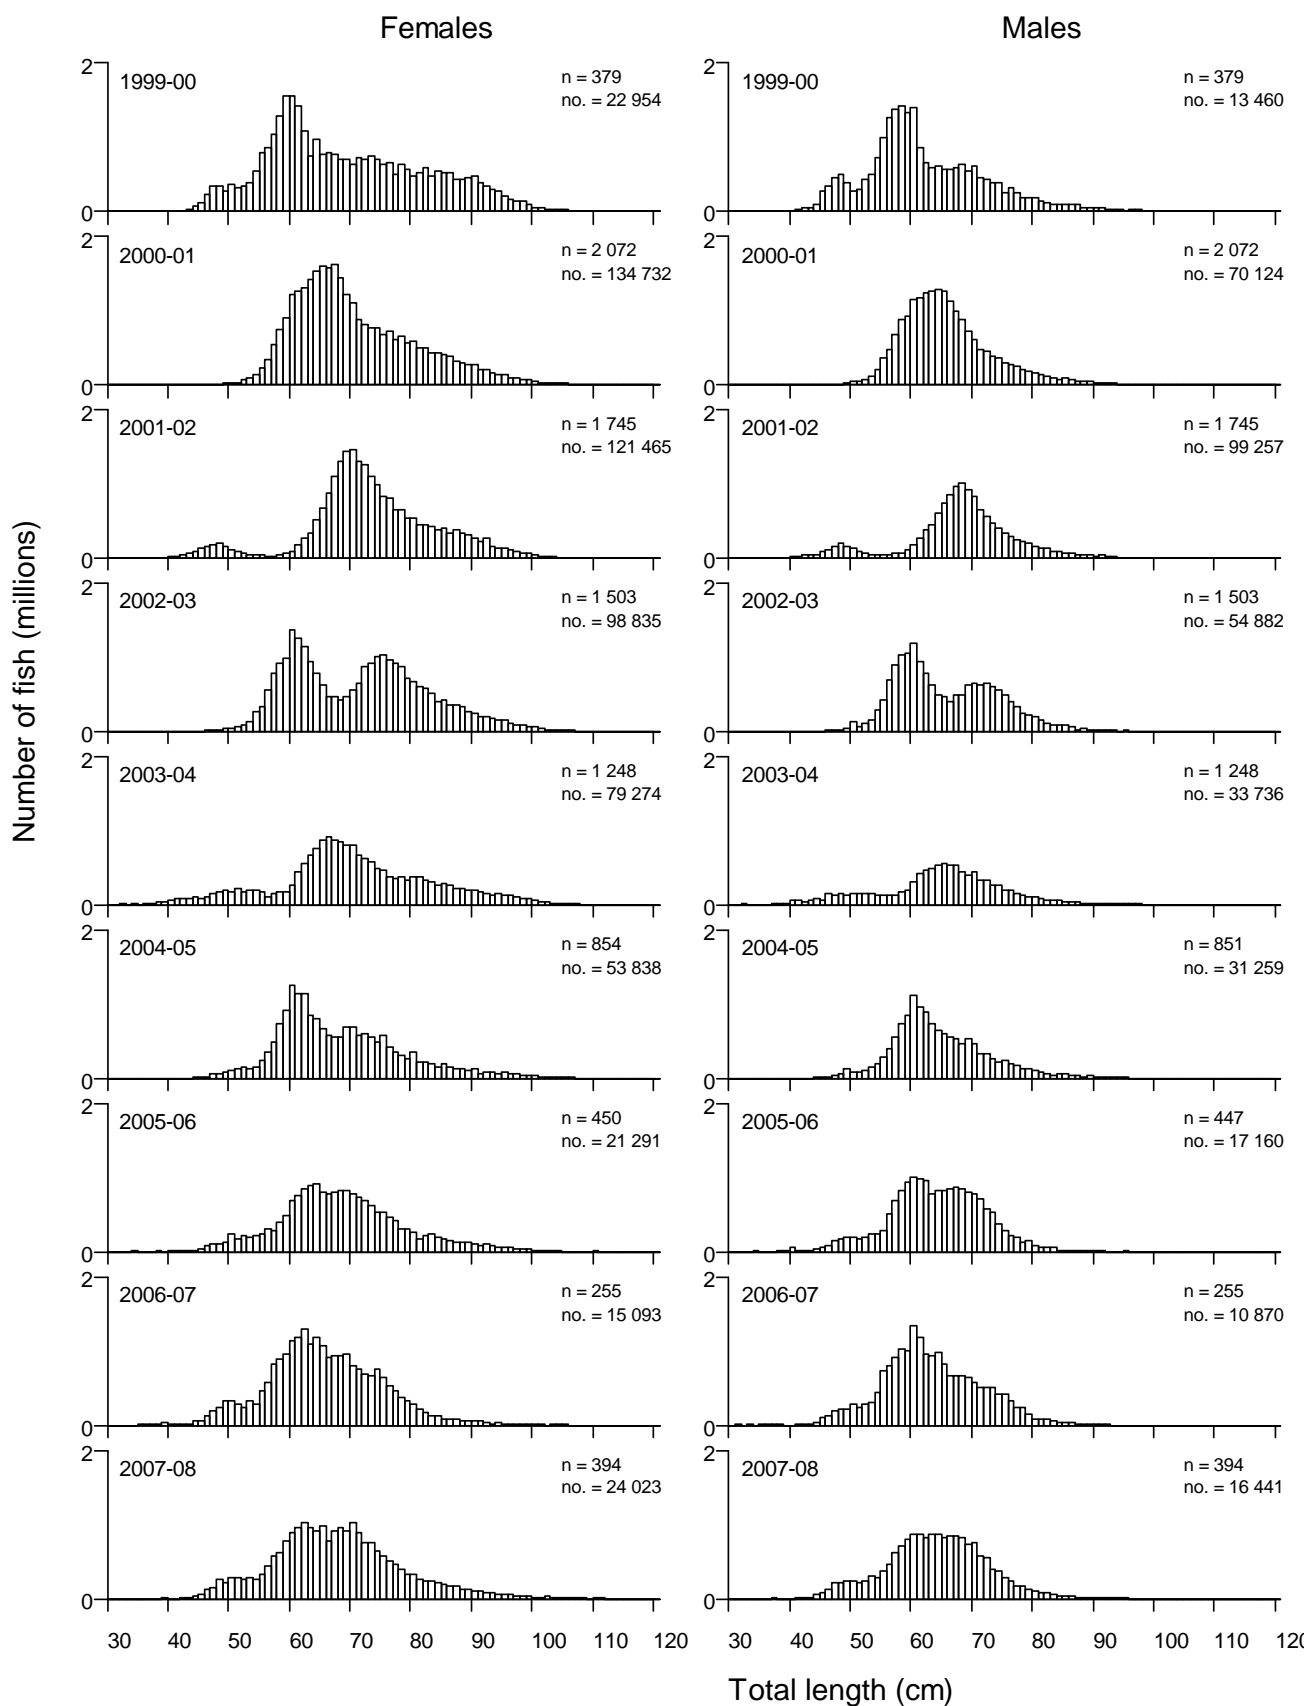 Females Males
2 1999-00 n = 379 no. = 22 954 0
2 1999-00 n = 379 no. = 13 460 0
2 2000-01 n = 2 072 no. = 134 732 0
2 2000-01 n = 2 072 no. = 70 124 0
2 2001-02 n = 1 745 no. = 121 465 0
2 2001-02 n = 1 745 no. = 99 257 0
2 2002-03 n = 1 503 no. = 98 835 0
2 2002-03 n = 1 503 no. = 54 882 0
2 2003-04 n = 1 248 no. = 79 274 0
2 2003-04 n = 1 248 no. = 33 736 0
2 2004-05 n = 854 no. = 53 838 0
2 2004-05 n = 851 no. = 31 259 0
2 2005-06 n = 450 no. = 21 291 0
2 2005-06 n = 447 no. = 17 160 0
2 2006-07 n = 255 no. = 15 093 0
2 2006-07 n = 255 no. = 10 870 0
2 2007-08 n = 394 no. = 24 023 0
2 2007-08 n = 394 no. = 16 441 0
30 40 50 60 70 80 90 100 110 120
30 40 50 60 70 80 90 100 110 120
Number of fish (millions)
Total length (cm)